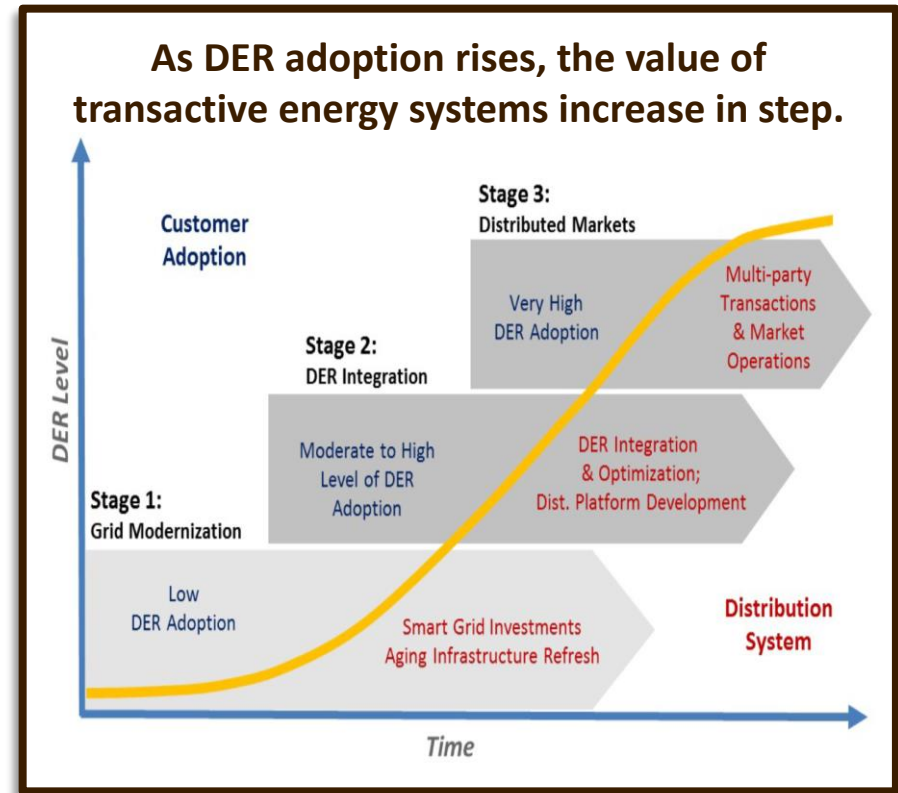 As DER adoption rises, the value of
transactive energy systems increase in step.
Customer
Adoption
Stage 3:
Distributed Markets
Very High
DER Adoption
Multi-party
Transactions
& Market
Operations
Stage 2:
DER Integration
Moderate to High
Level of DER
Adoption
DER Integration
& Optimization;
Dist. Platform Development
Stage 1:
Grid Modernization
Low
DER Adoption
Smart Grid Investments
Aging Infrastructure Refresh
Distribution
System
DER Level
Time